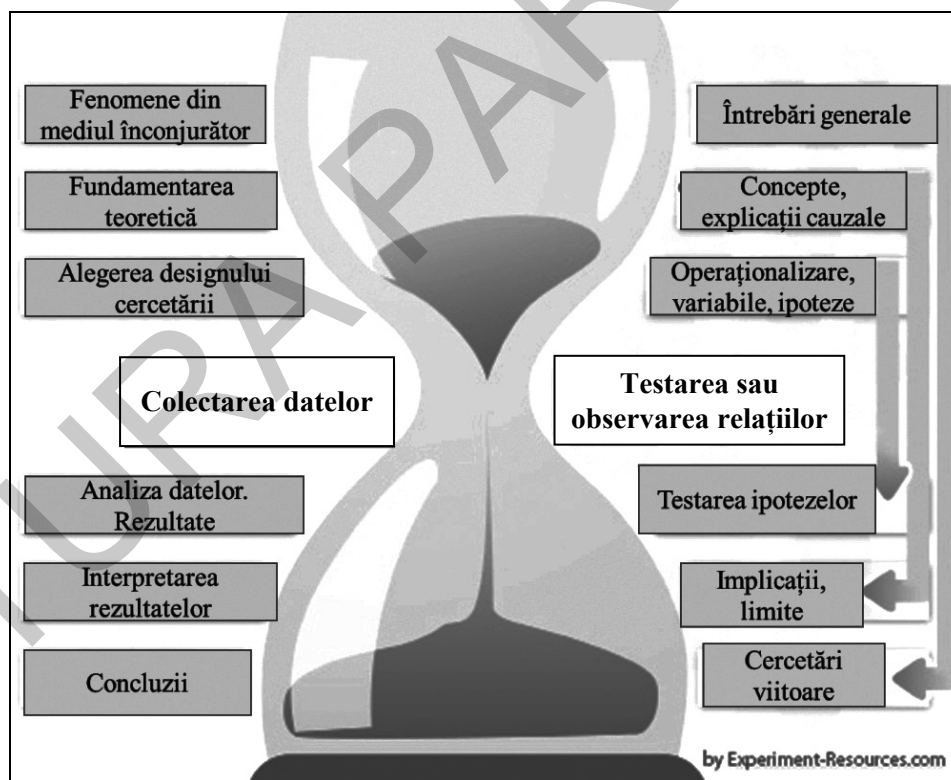 Fenomene din
mediul înconjurător
Întrebări generale
Fundamentarea
teoretică
Concepte,
explicații cauzale
Alegerea designului
cercetării
Operaționalizare,
variabile, ipoteze
Colectarea datelor
Testarea sau
observarea relațiilor
Analiza datelor.
Rezultate
Testarea ipotezelor
Interpretarea
rezultatelor
Implicații,
limite
Concluzii
Cercetări
viitoare
by Experiment-Resources.com